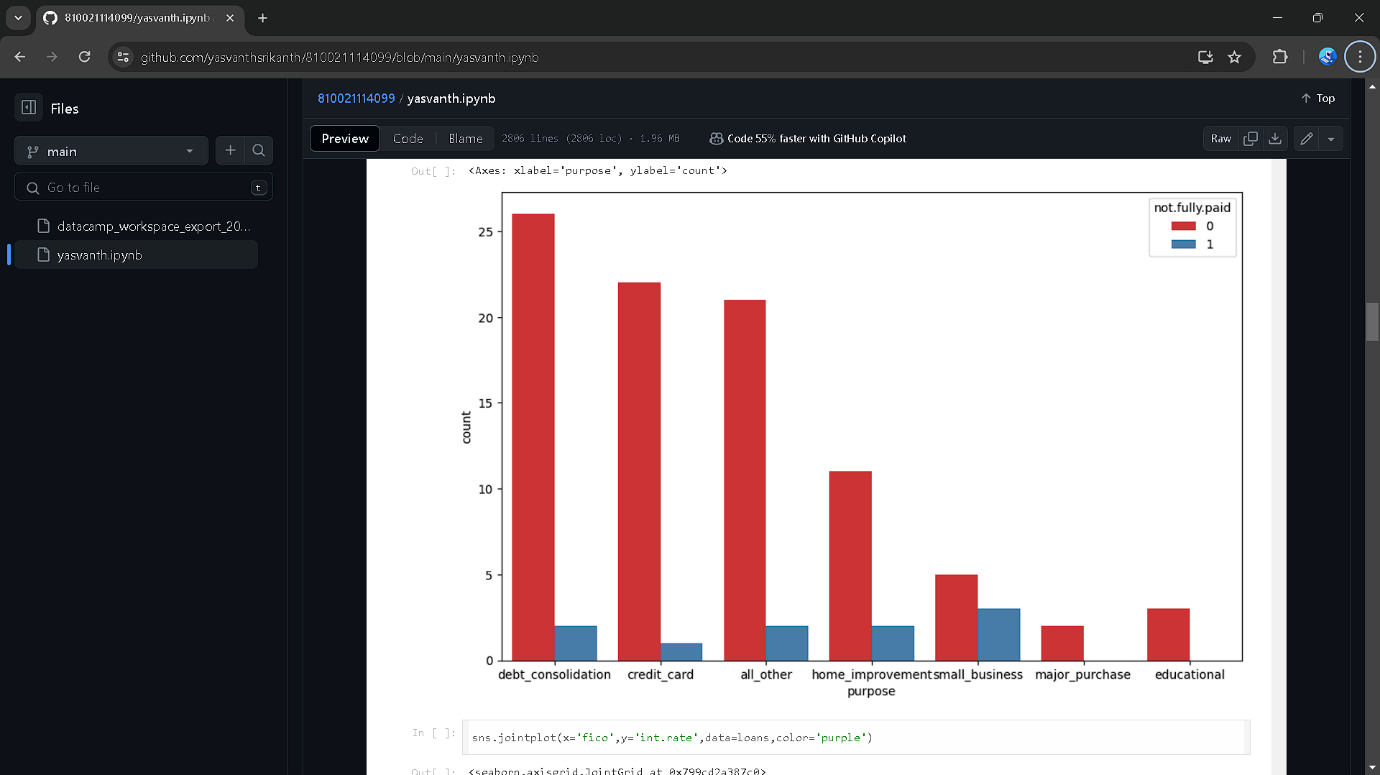 810021114099/yasvanth.ipynb
github.com/yasvanthsrikanth/810021114099/blob/main/yasvanth.ipynb
Files
main
Go to file
t
datacamp_workspace_export_20...
yasvanth.ipynb
810021114099 / yasvanth.ipynb
Top
Preview
Code
Blame
2806 lines (2806 loc) · 1.96 MB
Code 55% faster with GitHub Copilot
Raw
Out[ ]: <Axes: xlabel='purpose', ylabel='count'>
not.fully.paid
0
1
25
20
15
10
5
0
count
debt_consolidation credit_card all_other home_improvement small_business major_purchase educational
purpose
In [ ]: sns.jointplot(x='fico',y='int.rate',data=loans,color='purple')
Out[ ]: <seaborn.axisgrid.JointGrid at 0x799cd2a387c0>